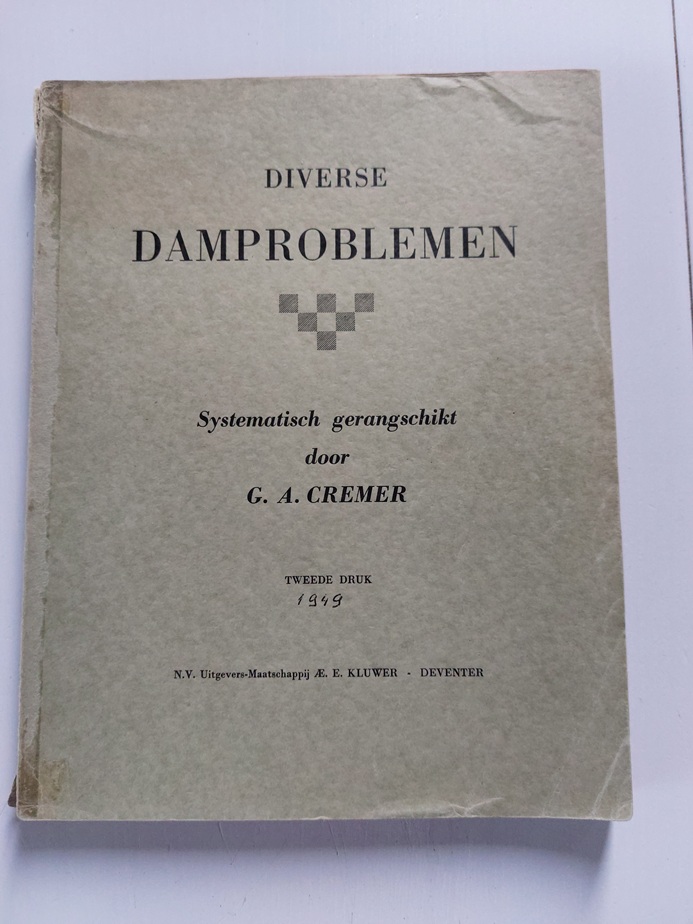 DIVERSE
DAMPROBLEMEN
Systematisch gerangschikt
door
G. A. CREMER
TWEEDE DRUK
1949
N.V. Uitgevers-Maatschappij Æ. E. KLUWER - DEVENTER